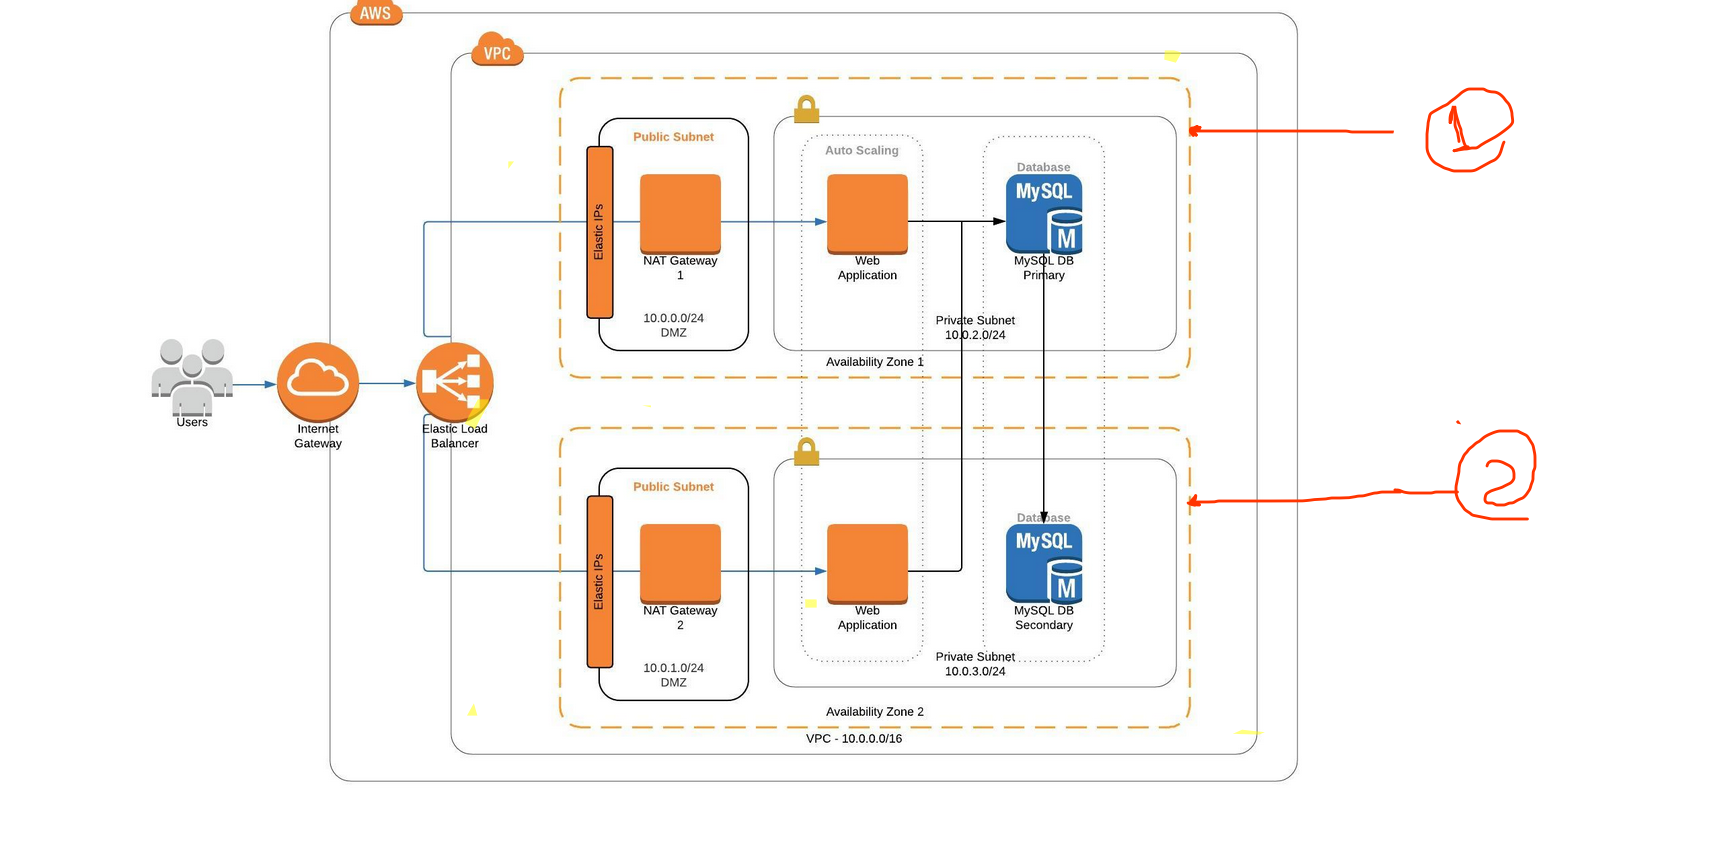 AWS
VPC
Public Subnet
Elastic IPs
NAT Gateway
1
10.0.0.0/24
DMZ
Auto Scaling
Web
Application
Database
MySQL
M
MySQL DB
Primary
Private Subnet
10.0.2.0/24
Availability Zone 1
1
Users
Internet
Gateway
Elastic Load
Balancer
Public Subnet
Elastic IPs
NAT Gateway
2
10.0.1.0/24
DMZ
Web
Application
Database
MySQL
M
MySQL DB
Secondary
Private Subnet
10.0.3.0/24
Availability Zone 2
2
VPC - 10.0.0.0/16